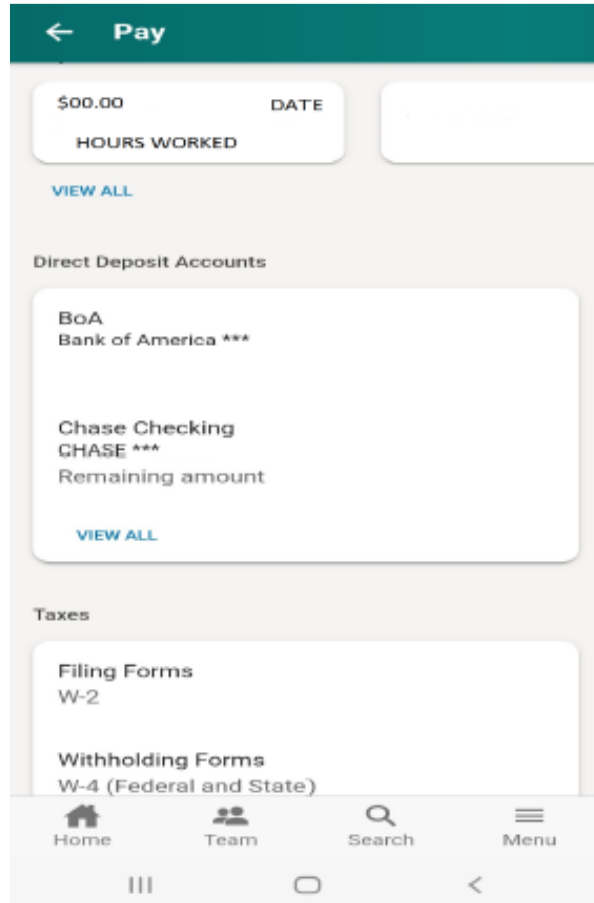 Pay
$00.00 DATE
HOURS WORKED
VIEW ALL
Direct Deposit Accounts
BoA
Bank of America ***
Chase Checking
CHASE ***
Remaining amount
VIEW ALL
Taxes
Filing Forms
W-2
Withholding Forms
W-4 (Federal and State)
Home Team Search Menu